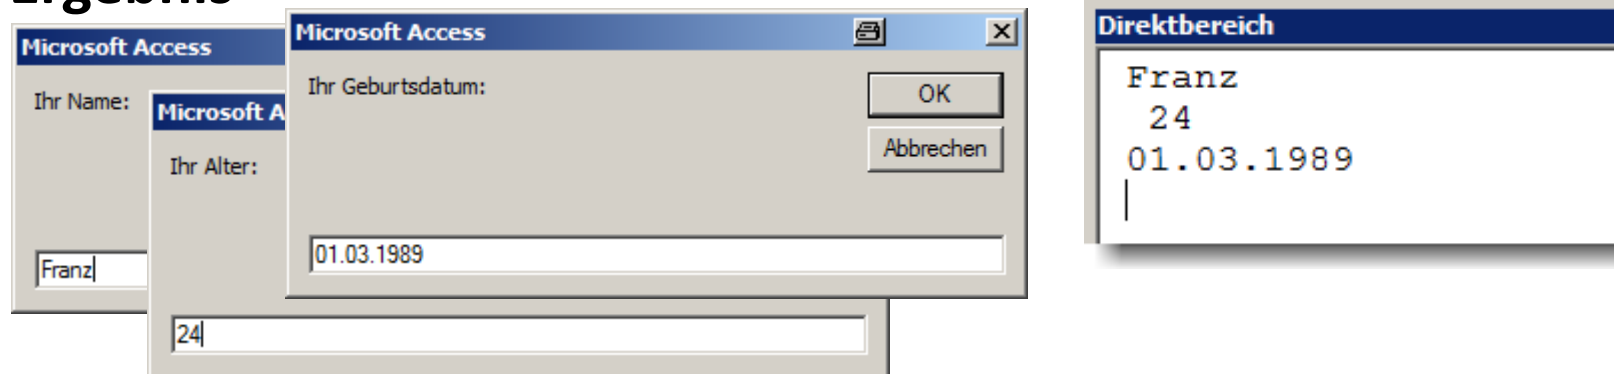 Ergebnis
Microsoft Access
Ihr Name:
Franz
Microsoft A
Ihr Alter:
24
Microsoft Access
Ihr Geburtsdatum:
OK
Abbrechen
01.03.1989
Direktbereich
Franz
24
01.03.1989